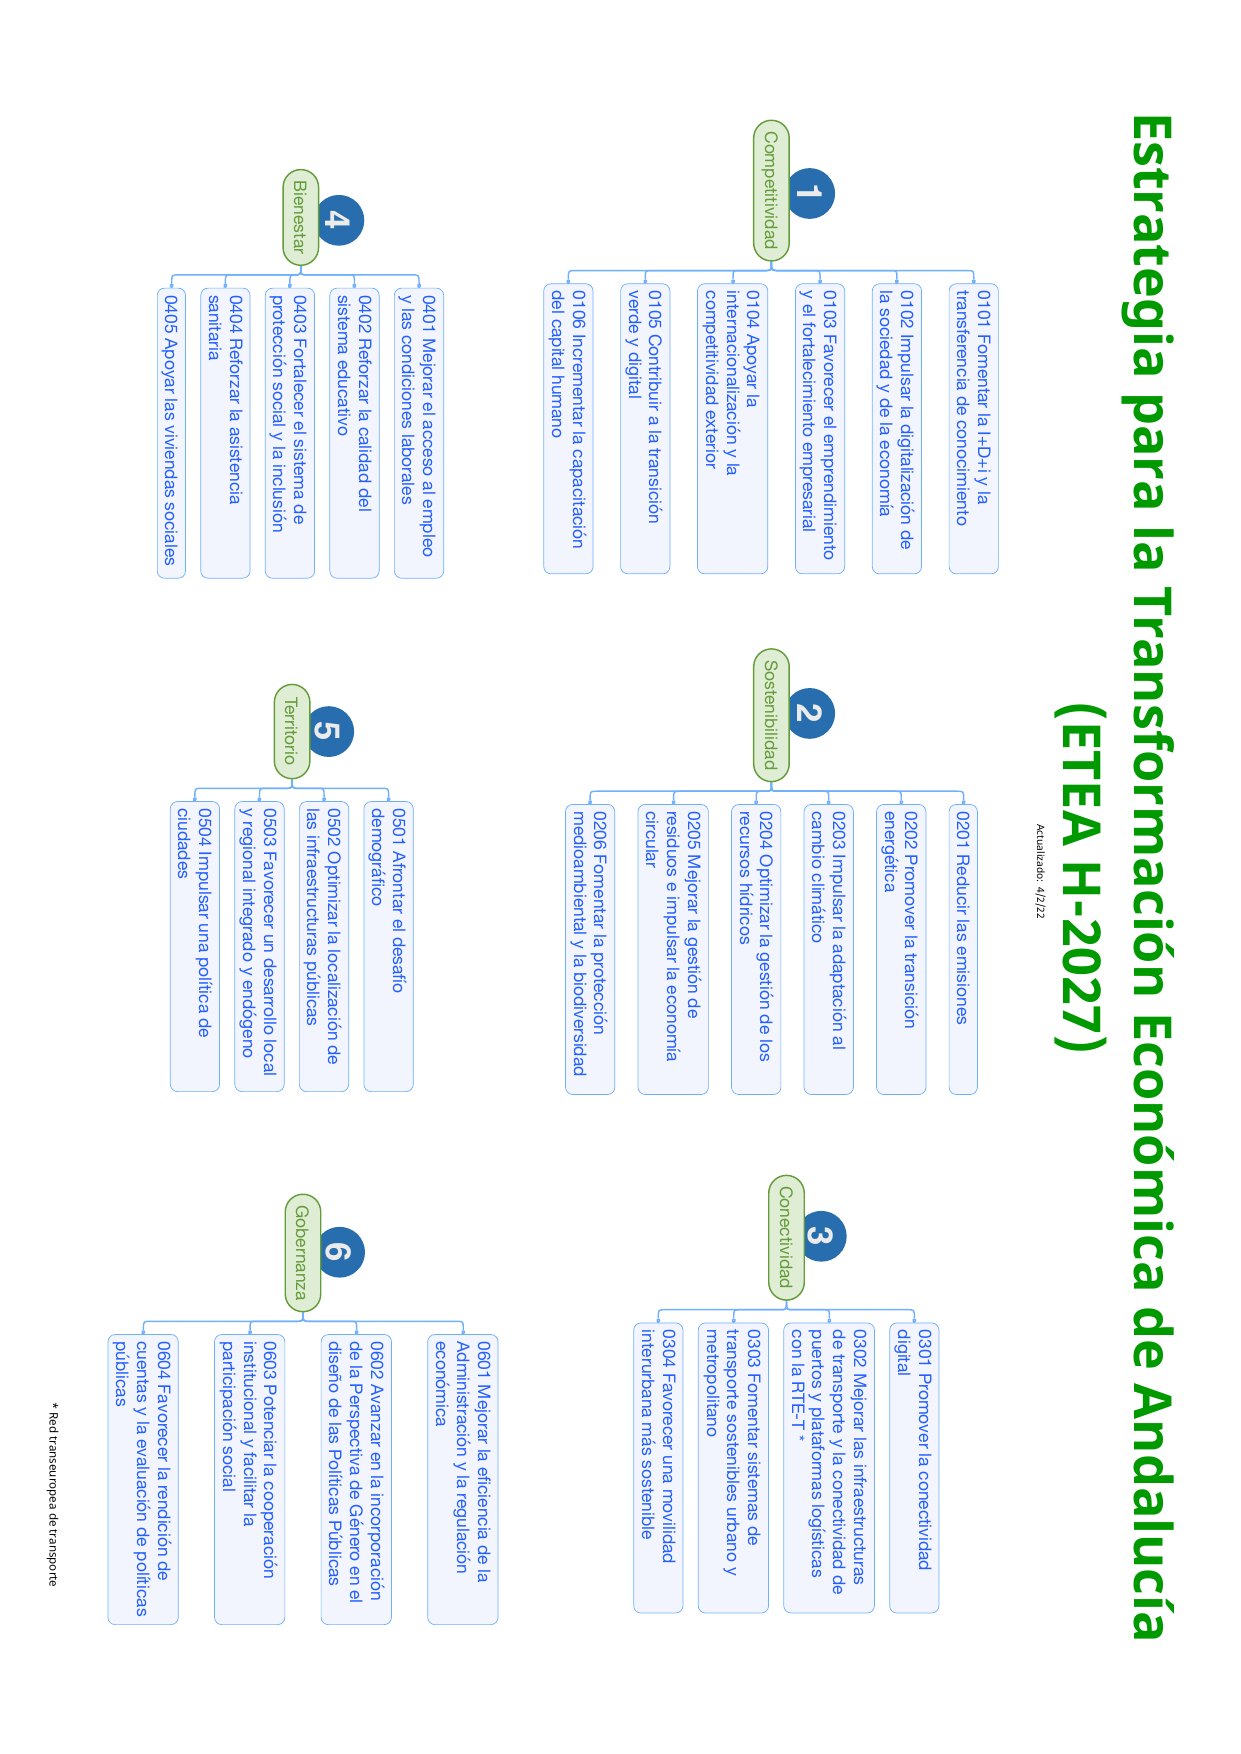 Estrategia para la Transformación Económica de Andalucía
(ETEA H-2027)
Actualizado: 4/2/22
1
Competitividad
0101 Fomentar la I+D+i y la
transferencia de conocimiento
0102 Impulsar la digitalización de
la sociedad y de la economía
0103 Favorecer el emprendimiento
y el fortalecimiento empresarial
0104 Apoyar la
internacionalización y la
competitividad exterior
0105 Contribuir a la transición
verde y digital
0106 Incrementar la capacitación
del capital humano
2
Sostenibilidad
0201 Reducir las emisiones
0202 Promover la transición
energética
0203 Impulsar la adaptación al
cambio climático
0204 Optimizar la gestión de los
recursos hídricos
0205 Mejorar la gestión de
residuos e impulsar la economía
circular
0206 Fomentar la protección
medioambiental y la biodiversidad
3
Conectividad
0301 Promover la conectividad
digital
0302 Mejorar las infraestructuras
de transporte y la conectividad de
puertos y plataformas logísticas
con la RTE-T *
0303 Fomentar sistemas de
transporte sostenibles urbano y
metropolitano
0304 Favorecer una movilidad
interurbana más sostenible
4
Bienestar
0401 Mejorar el acceso al empleo
y las condiciones laborales
0402 Reforzar la calidad del
sistema educativo
0403 Fortalecer el sistema de
protección social y la inclusión
0404 Reforzar la asistencia
sanitaria
0405 Apoyar las viviendas sociales
5
Territorio
0501 Afrontar el desafío
demográfico
0502 Optimizar la localización de
las infraestructuras públicas
0503 Favorecer un desarrollo local
y regional integrado y endógeno
0504 Impulsar una política de
ciudades
6
Gobernanza
0601 Mejorar la eficiencia de la
Administración y la regulación
económica
0602 Avanzar en la incorporación
de la Perspectiva de Género en el
diseño de las Políticas Públicas
0603 Potenciar la cooperación
institucional y facilitar la
participación social
0604 Favorecer la rendición de
cuentas y la evaluación de políticas
públicas
* Red transeuropea de transporte